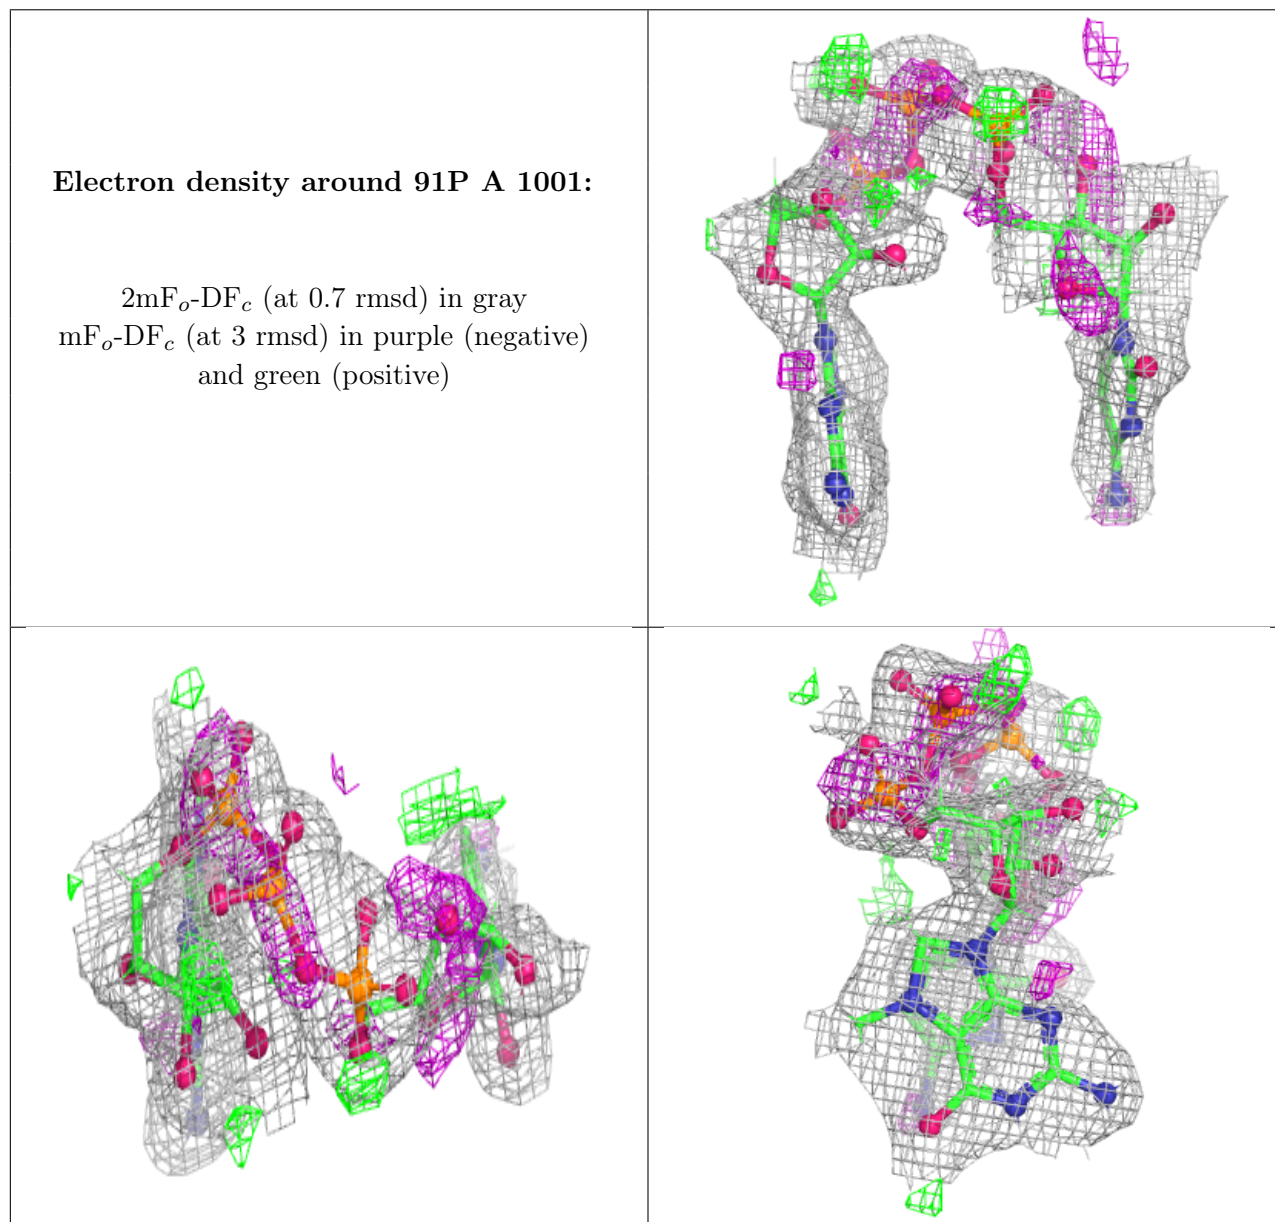 Electron density around 91P A 1001:
2mFo-DFc (at 0.7 rmsd) in gray
mFo-DFc (at 3 rmsd) in purple (negative)
and green (positive)